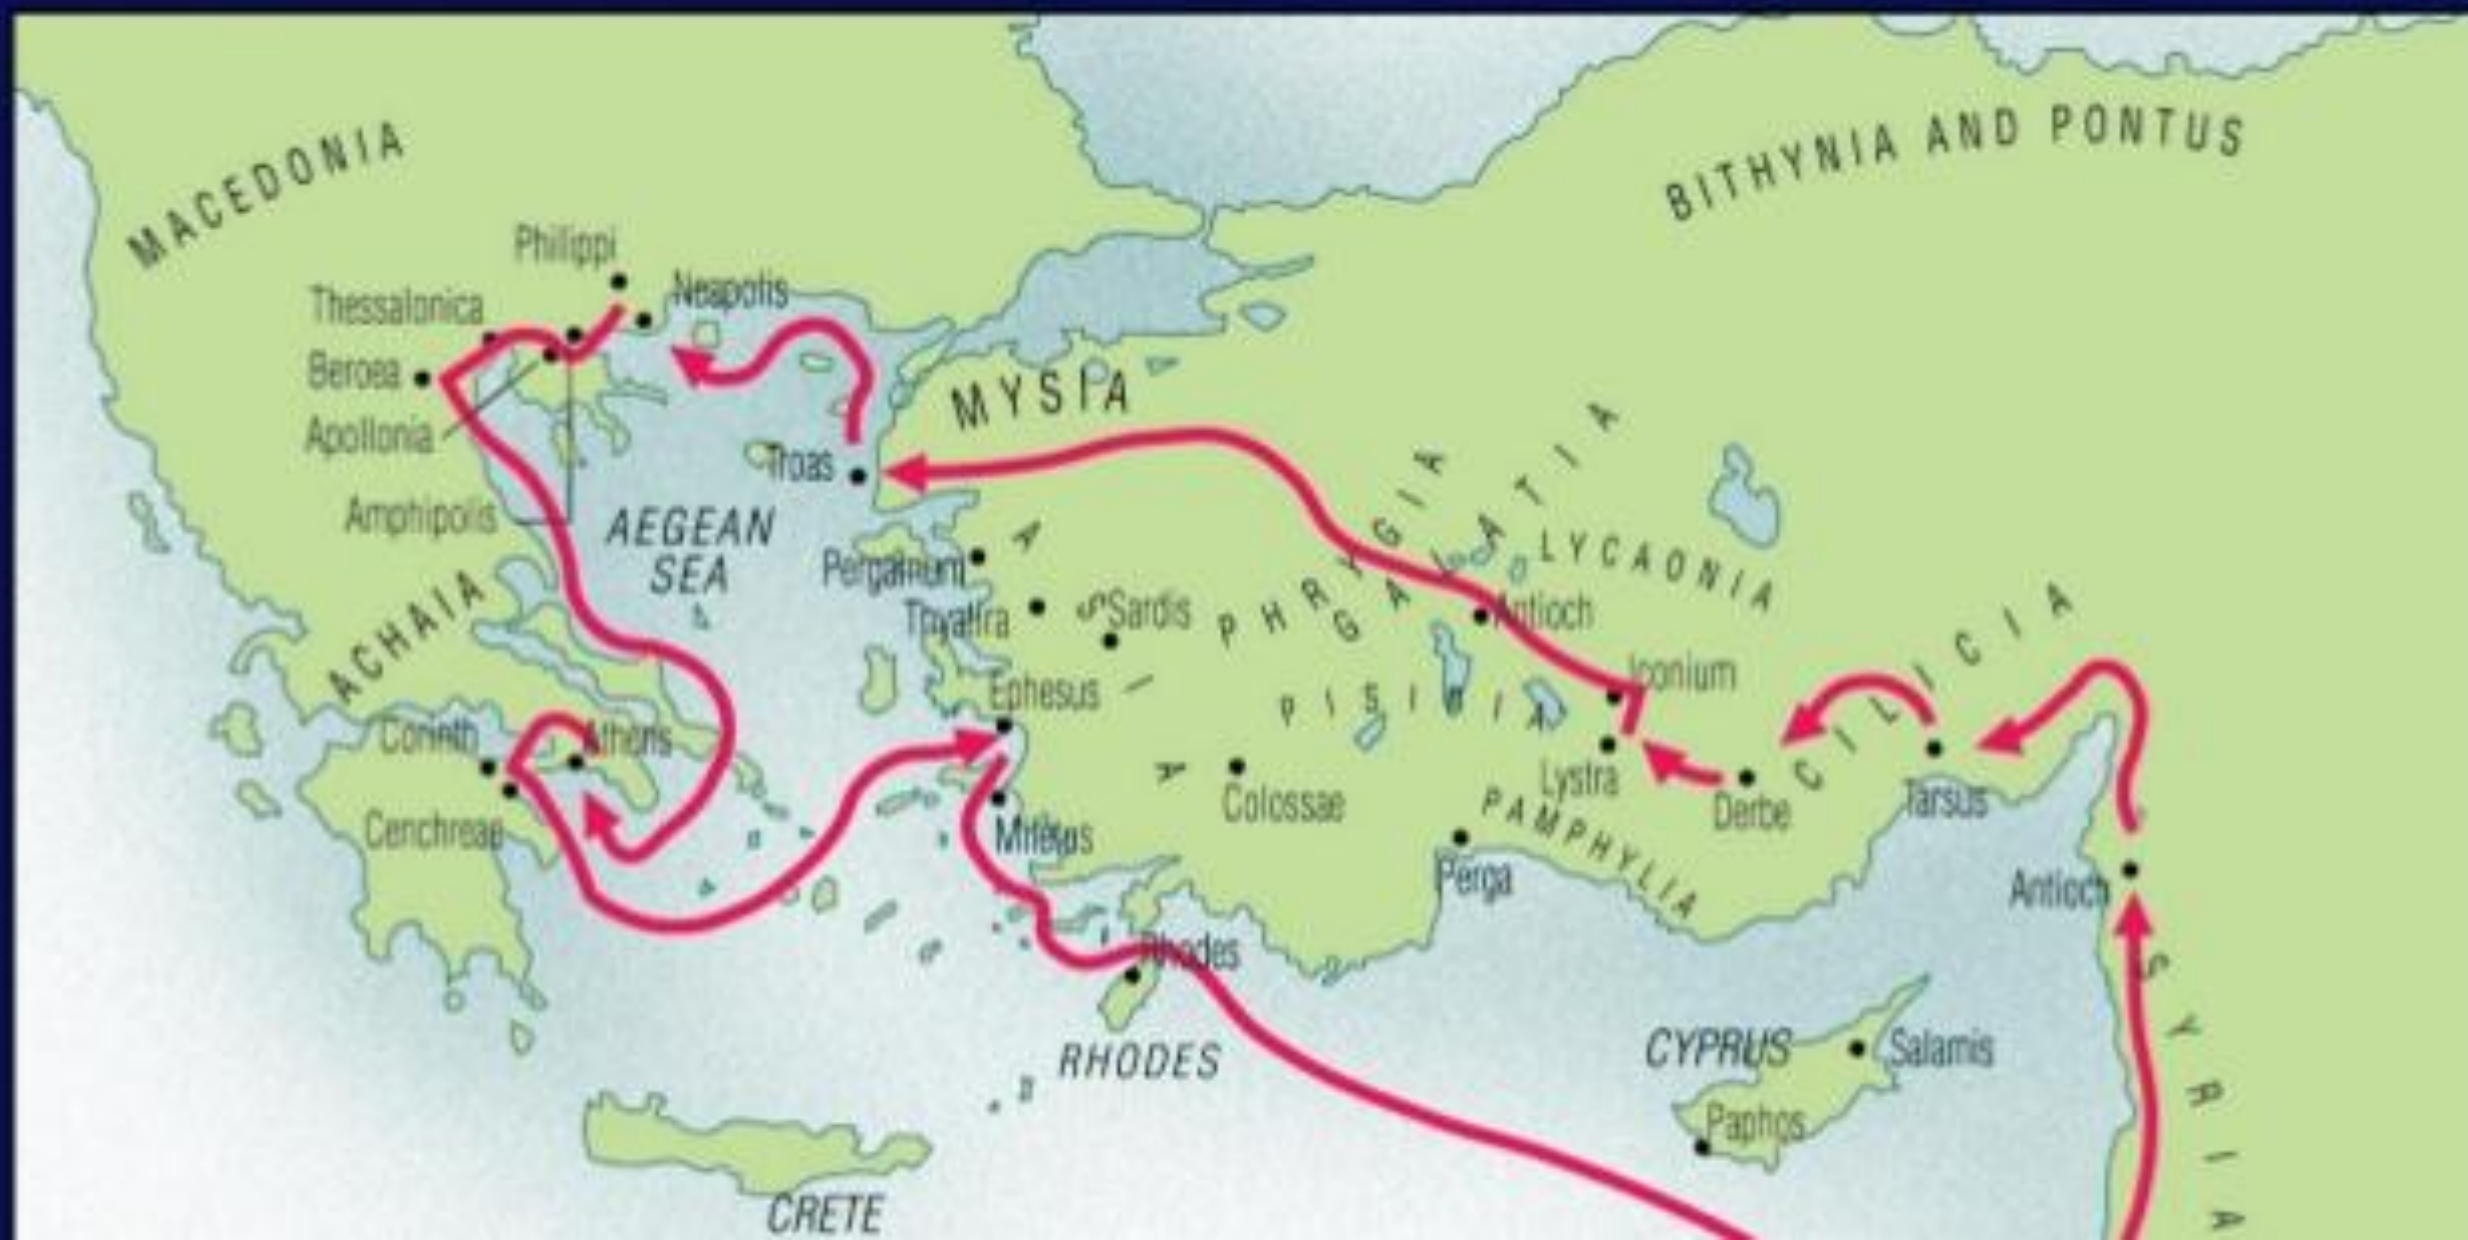 MACEDONIA
BITHYNIA AND PONTUS
Philippi
Neapolis
Thessalonica
Beroea
Apollonia
Amphipolis
MYSIA
Troas
AEGEAN
SEA
PHRYGIA
GALATIA
LYCAONIA
Pergamum
Thyatira
Sardis
ASIA
Antioch
ACHAIA
CILICIA
Iconium
Ephesus
PISIDIA
Corinth
Athens
Cenchreae
Colossae
Lystra
Derbe
Tarsus
Miletus
PAMPHYLIA
Perga
Antioch
Rhodes
RHODES
SYRIA
CYPRUS
Salamis
Paphos
CRETE